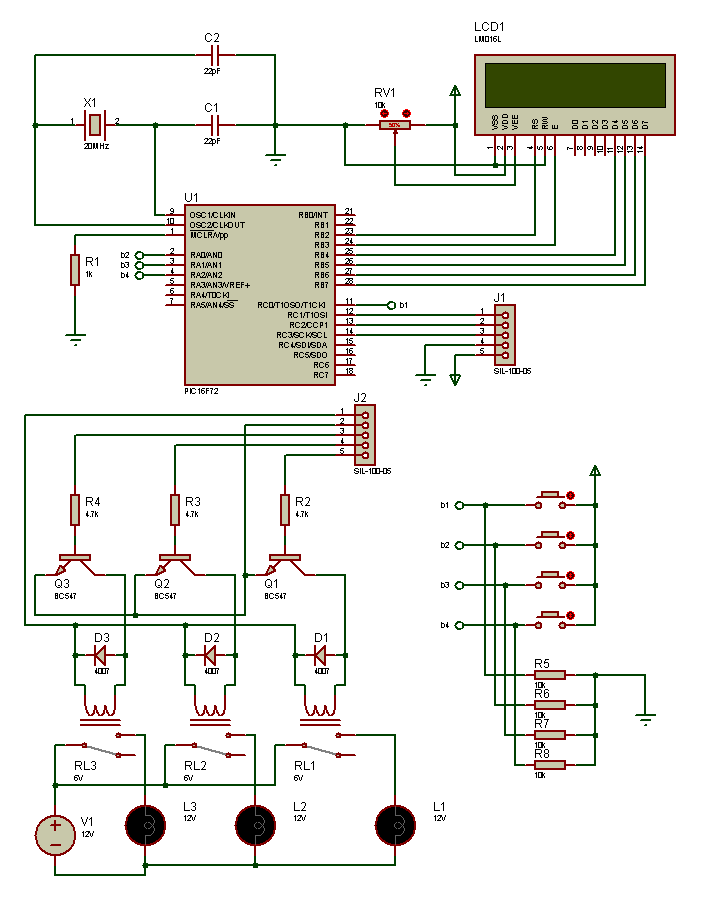 LCD1
LM016L
C2
22pF
X1
1
2
20MHz
C1
22pF
RV1
10k
50%
VSS
VDD
VEE
RS
RW
E
D0
D1
D2
D3
D4
D5
D6
D7
1
2
3
4
5
6
7
8
9
10
11
12
13
14
U1
9 OSC1/CLKIN RB0/INT 21
10 OSC2/CLKOUT RB1 22
1 MCLR/Vpp RB2 23
RB3 24
b2 2 RA0/AN0 RB4 25
b3 3 RA1/AN1 RB5 26
b4 4 RA2/AN2 RB6 27
5 RA3/AN3/VREF+ RB7 28
6 RA4/T0CKI
7 RA5/AN4/SS RC0/T1OSO/T1CKI 11 b1
RC1/T1OSI 12
RC2/CCP1 13
RC3/SCK/SCL 14
RC4/SDI/SDA 15
RC5/SDO 16
RC6 17
RC7 18
PIC16F72
R1
1k
J1
1
2
3
4
5
SIL-100-05
J2
1
2
3
4
5
SIL-100-05
R4
4.7k
R3
4.7k
R2
4.7k
Q3
BC547
Q2
BC547
Q1
BC547
D3
4007
D2
4007
D1
4007
RL3
6V
RL2
6V
RL1
6V
V1
12V
L3
12V
L2
12V
L1
12V
b1
b2
b3
b4
R5
10k
R6
10k
R7
10k
R8
10k